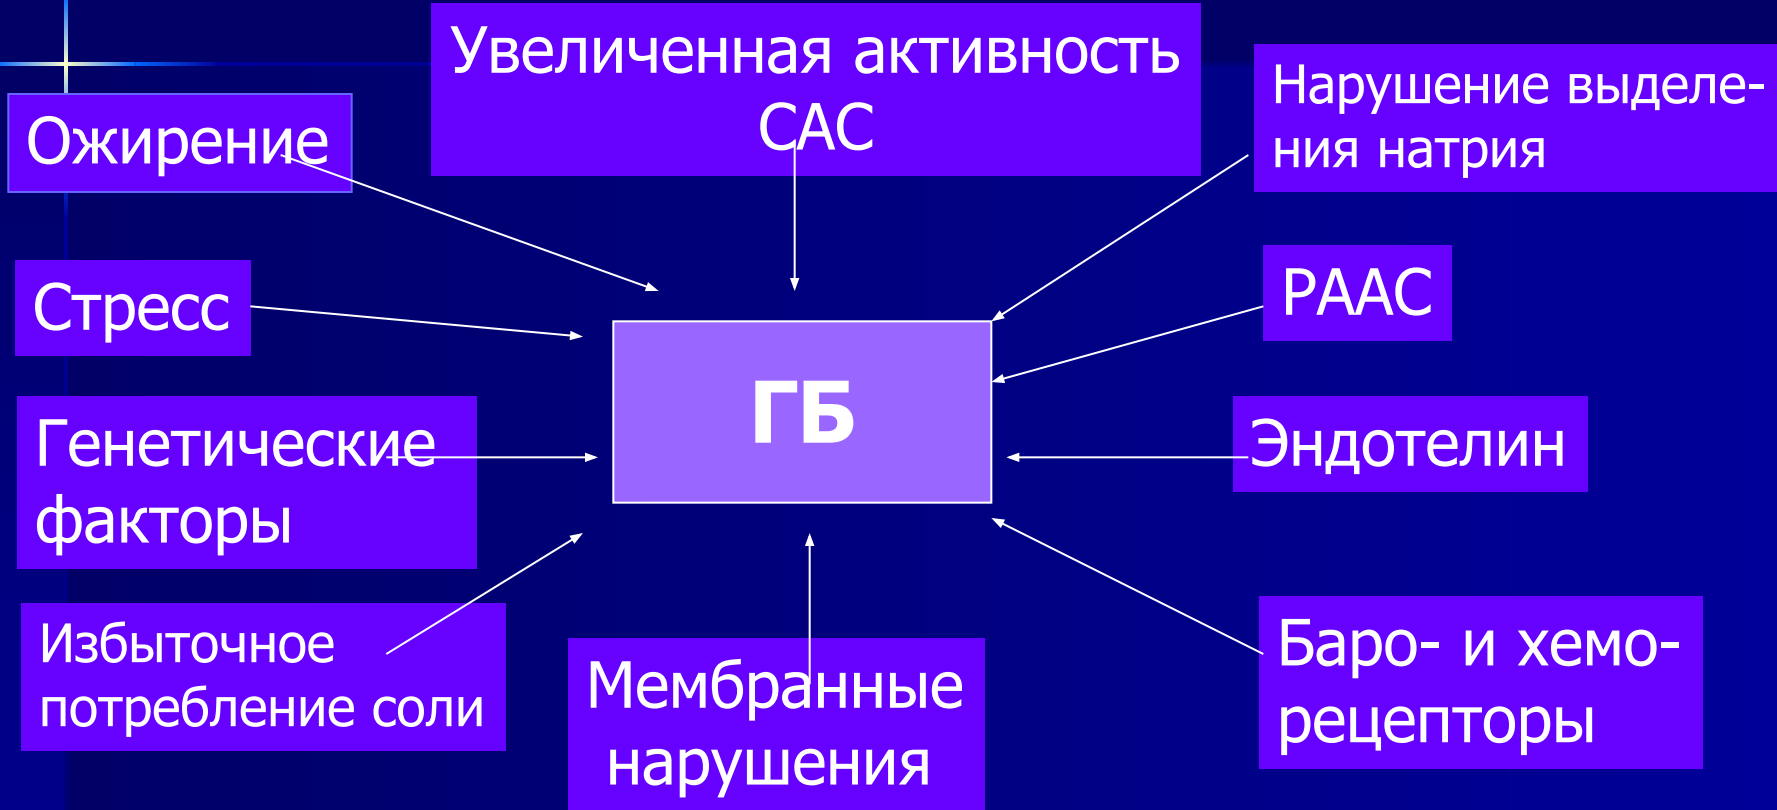 Увеличенная активность
САС
Нарушение выделе-
ния натрия
Ожирение
РААС
Стресс
ГБ
Генетические
факторы
Эндотелин
Избыточное
потребление соли
Мембранные
нарушения
Баро- и хемо-
рецепторы